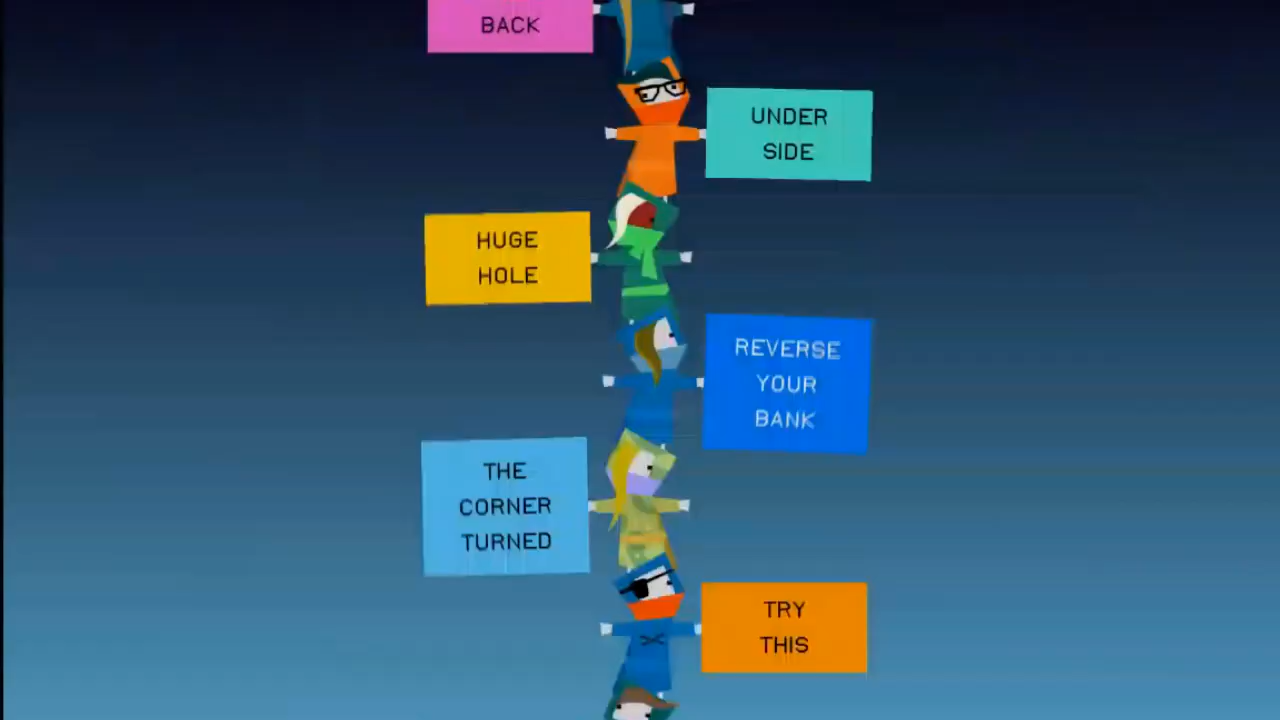 BACK
UNDER
SIDE
HUGE
HOLE
REVERSE
YOUR
BANK
THE
CORNER
TURNED
TRY
THIS